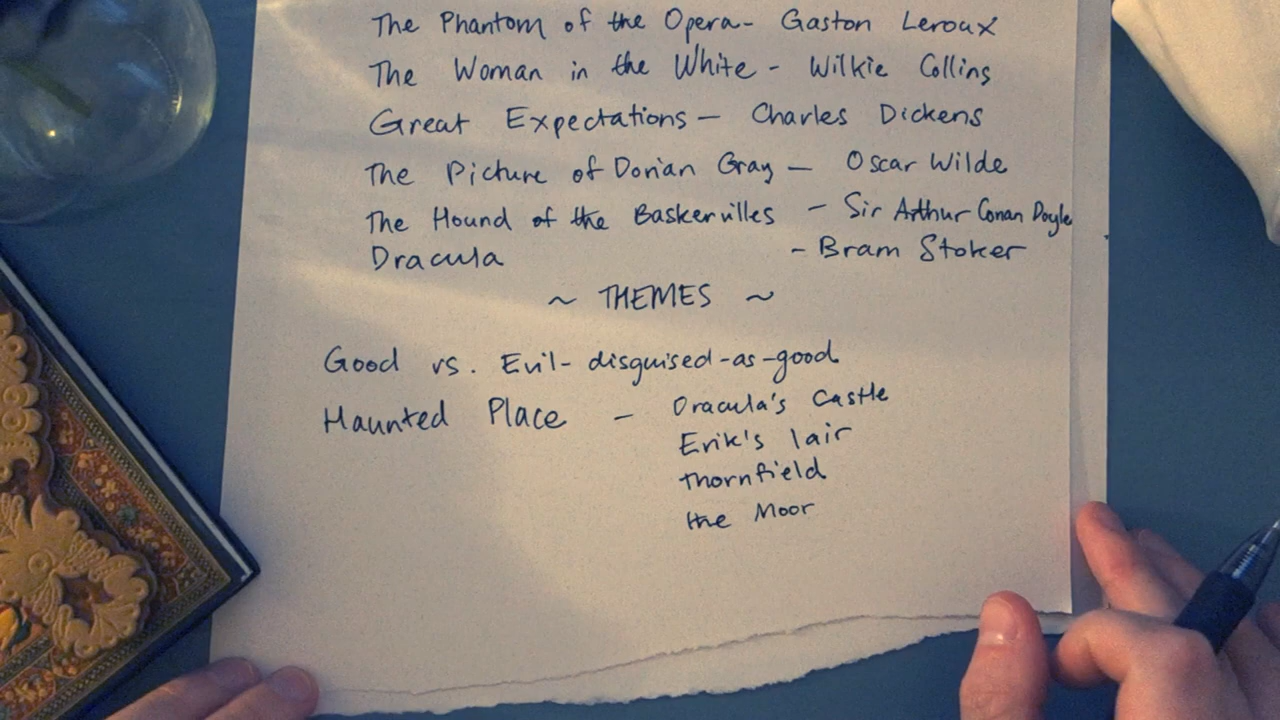 The Phantom of the Opera- Gaston Leroux
The Woman in the White - Wilkie Collins
Great Expectations — Charles Dickens
The Picture of Dorian Gray — Oscar Wilde
The Hound of the Baskervilles - Sir Arthur Conan Doyle
Dracula - Bram Stoker
~ THEMES ~
Good vs. Evil-disguised-as-good
Haunted Place - Dracula's Castle
Erik's lair
Thornfield
the Moor